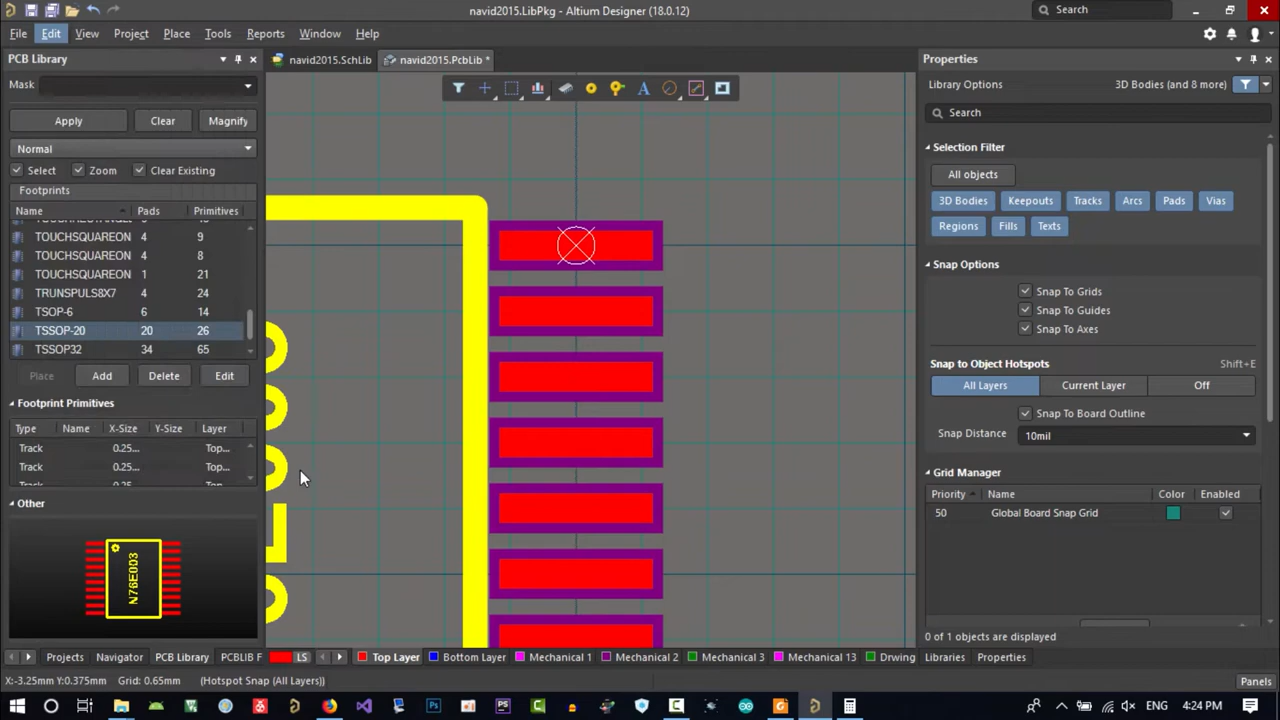 navid2015.LibPkg - Altium Designer (18.0.12)
Search
File Edit View Project Place Tools Reports Window Help
PCB Library
navid2015.SchLib
navid2015.PcbLib *
Properties
Mask
Library Options
3D Bodies (and 8 more)
Apply Clear Magnify
Search
Normal
Select Zoom Clear Existing
Footprints
Name Pads Primitives
TOUCHSQUAREON 4 9
TOUCHSQUAREON 4 8
TOUCHSQUAREON 1 21
TRUNSPULS8X7 4 24
TSOP-6 6 14
TSSOP-20 20 26
TSSOP32 34 65
Place Add Delete Edit
Footprint Primitives
Type Name X-Size Y-Size Layer
Track 0.25... Top...
Track 0.25... Top...
Other
N76E003
Selection Filter
All objects
3D Bodies Keepouts Tracks Arcs Pads Vias
Regions Fills Texts
Snap Options
Snap To Grids
Snap To Guides
Snap To Axes
Snap to Object Hotspots Shift+E
All Layers Current Layer Off
Snap To Board Outline
Snap Distance 10mil
Grid Manager
Priority Name Color Enabled
50 Global Board Snap Grid
0 of 1 objects are displayed
Projects Navigator PCB Library PCBLIB F
LS Top Layer Bottom Layer Mechanical 1 Mechanical 2 Mechanical 3 Mechanical 13 Drwing
Libraries Properties
X:-3.25mm Y:0.375mm Grid: 0.65mm (Hotspot Snap (All Layers))
Panels
ENG 4:24 PM